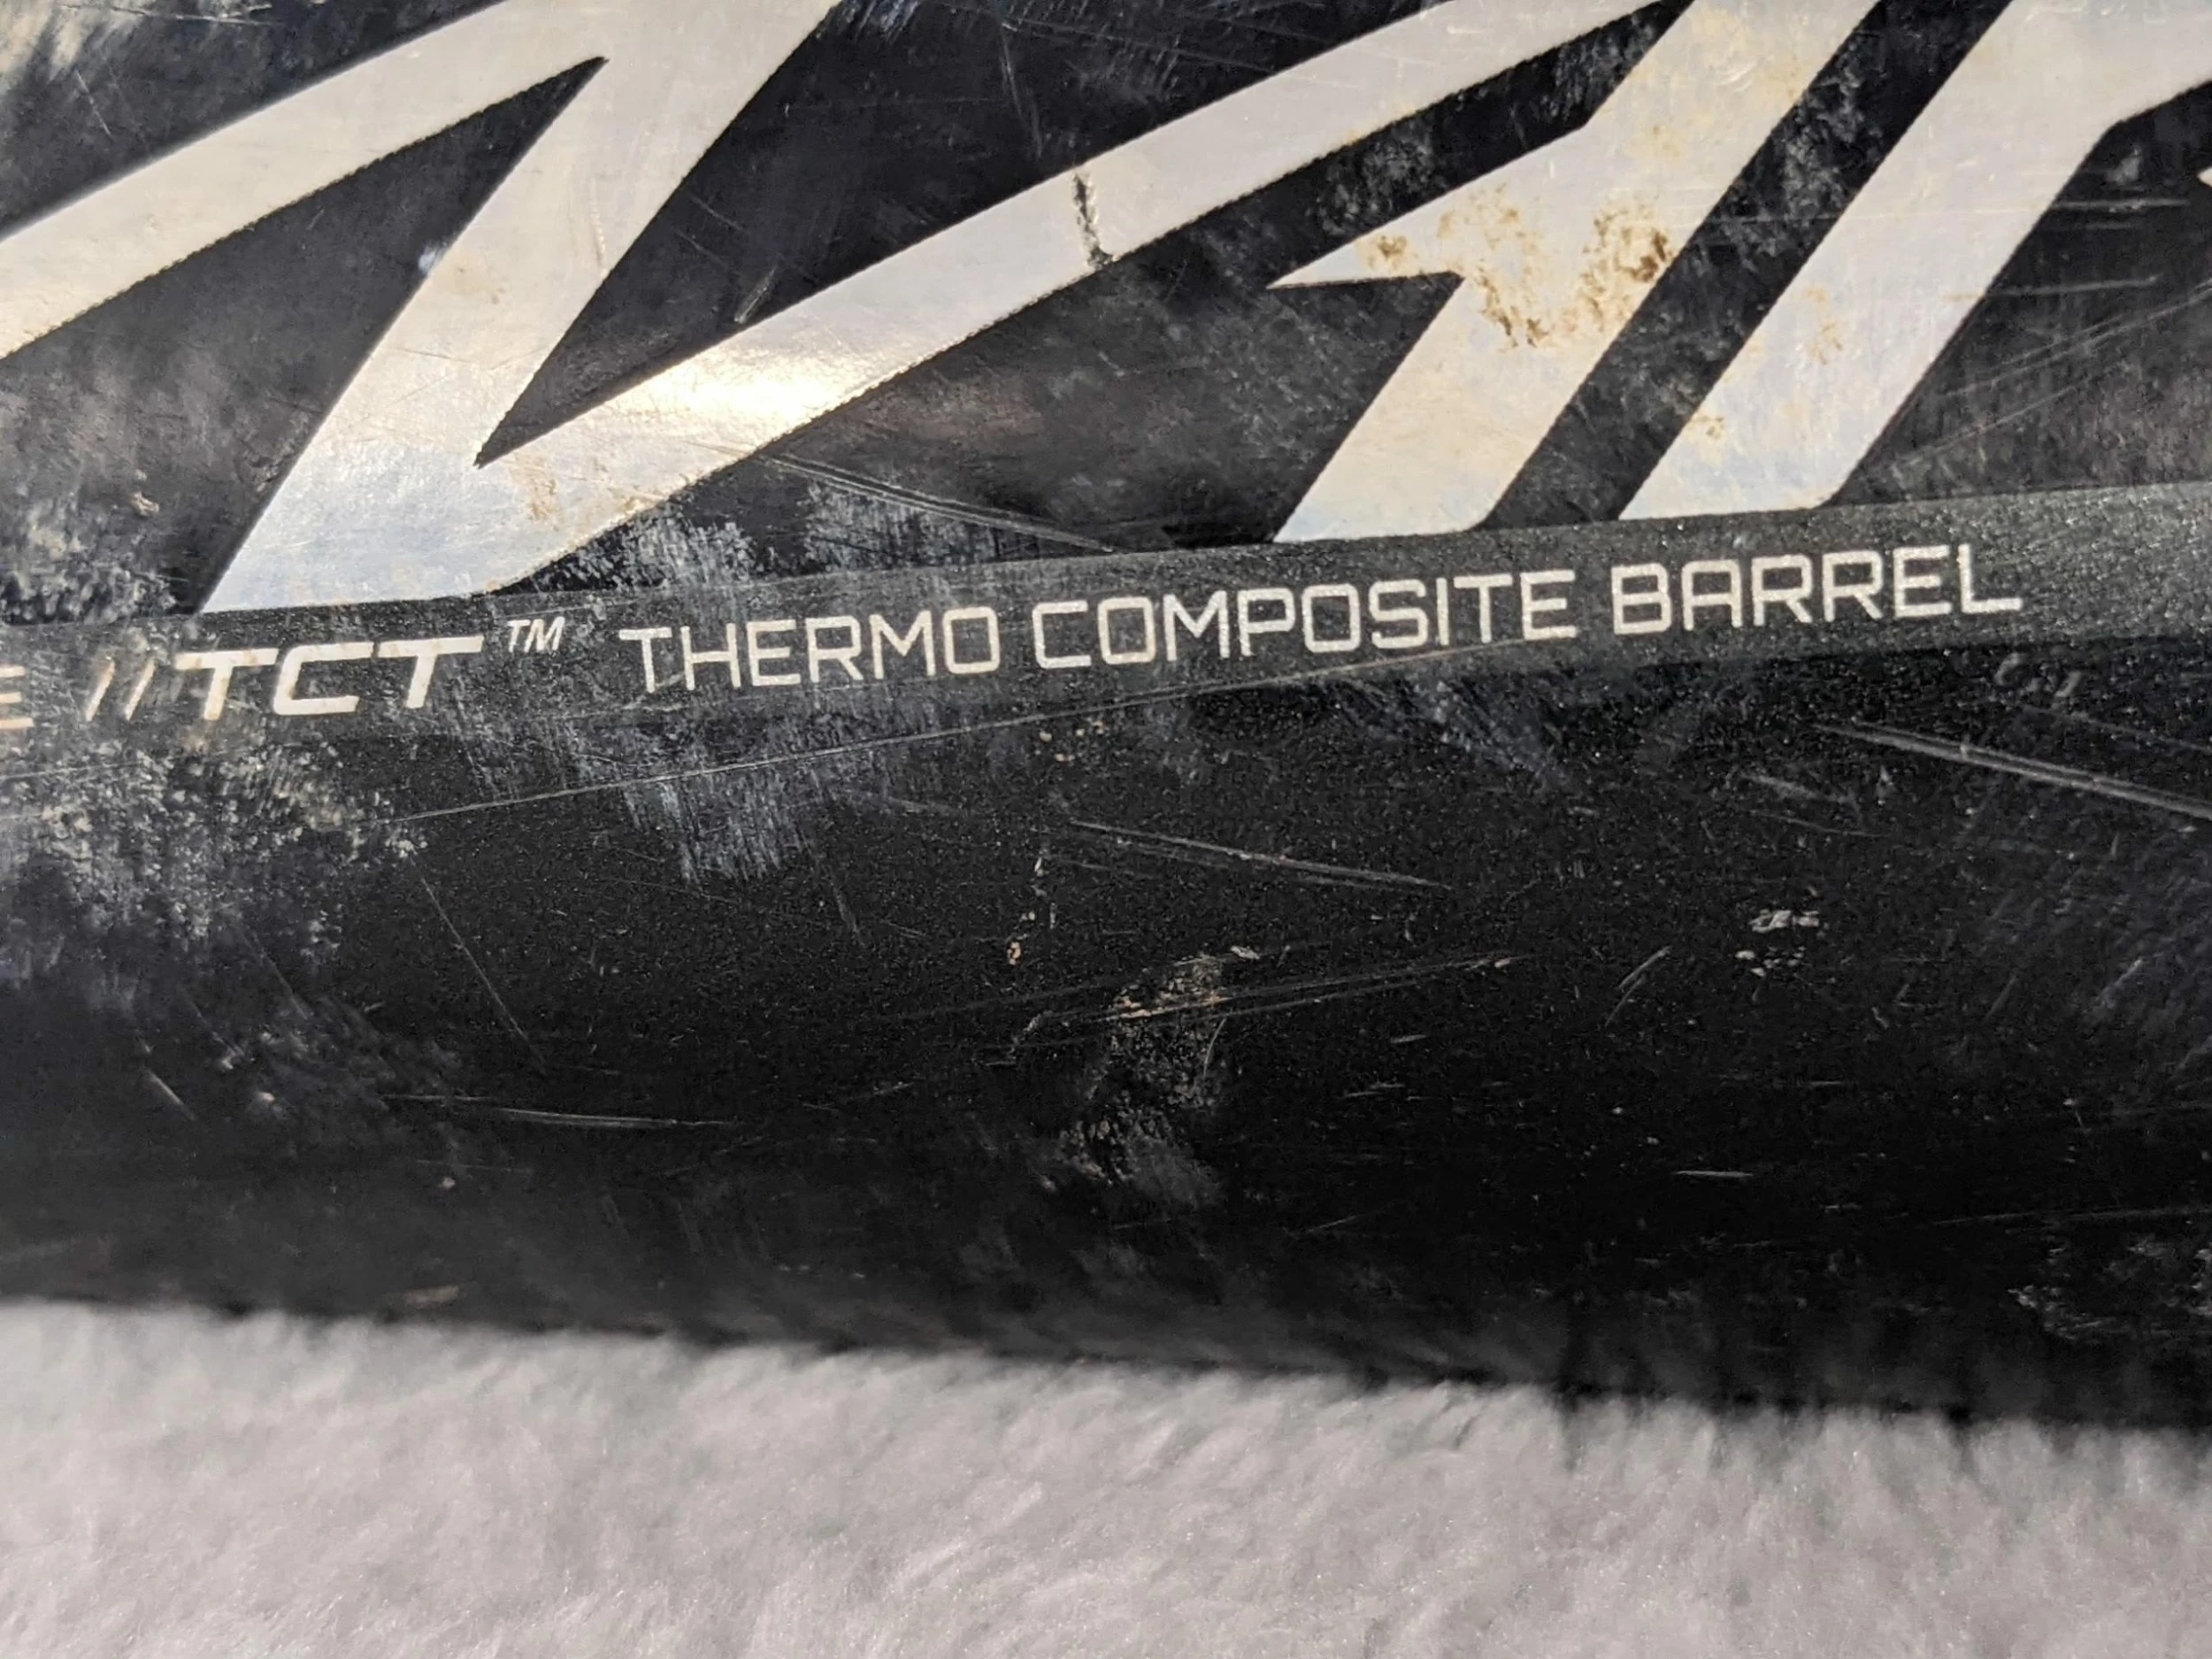 E //TCT™ THERMO COMPOSITE BARREL